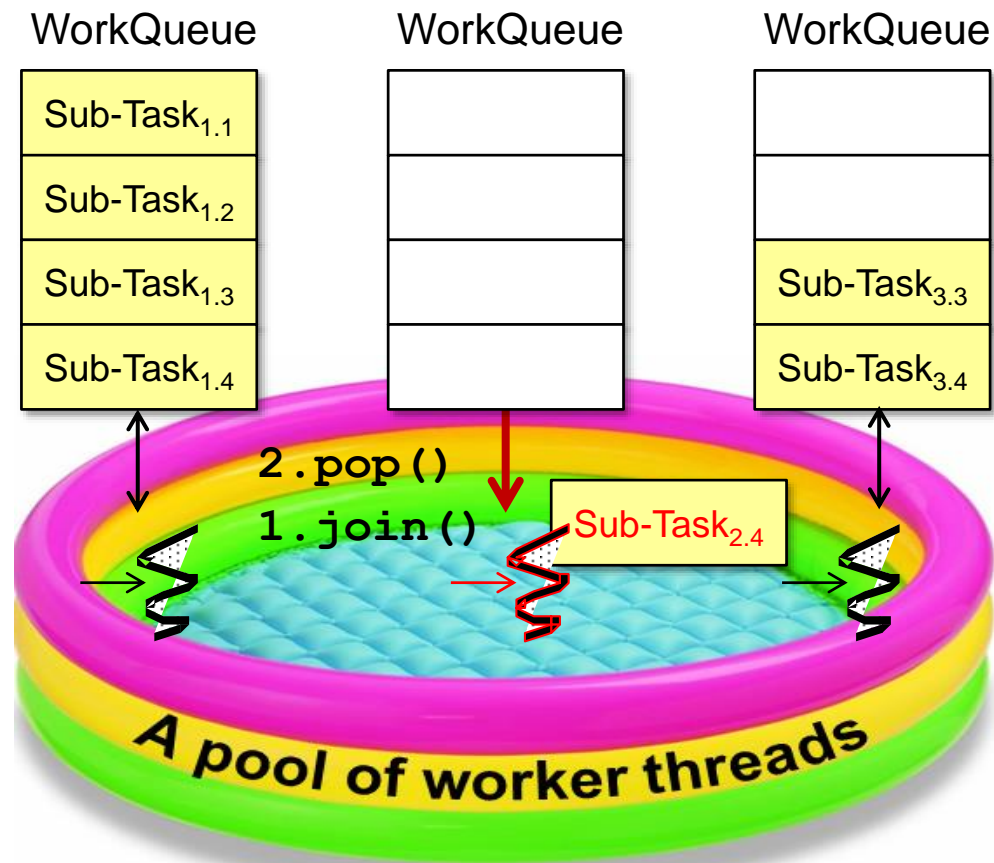 WorkQueue WorkQueue WorkQueue
Sub-Task1.1
Sub-Task1.2
Sub-Task1.3 Sub-Task3.3
Sub-Task1.4 Sub-Task3.4
2.pop()
1.join() Sub-Task2.4
A pool of worker threads